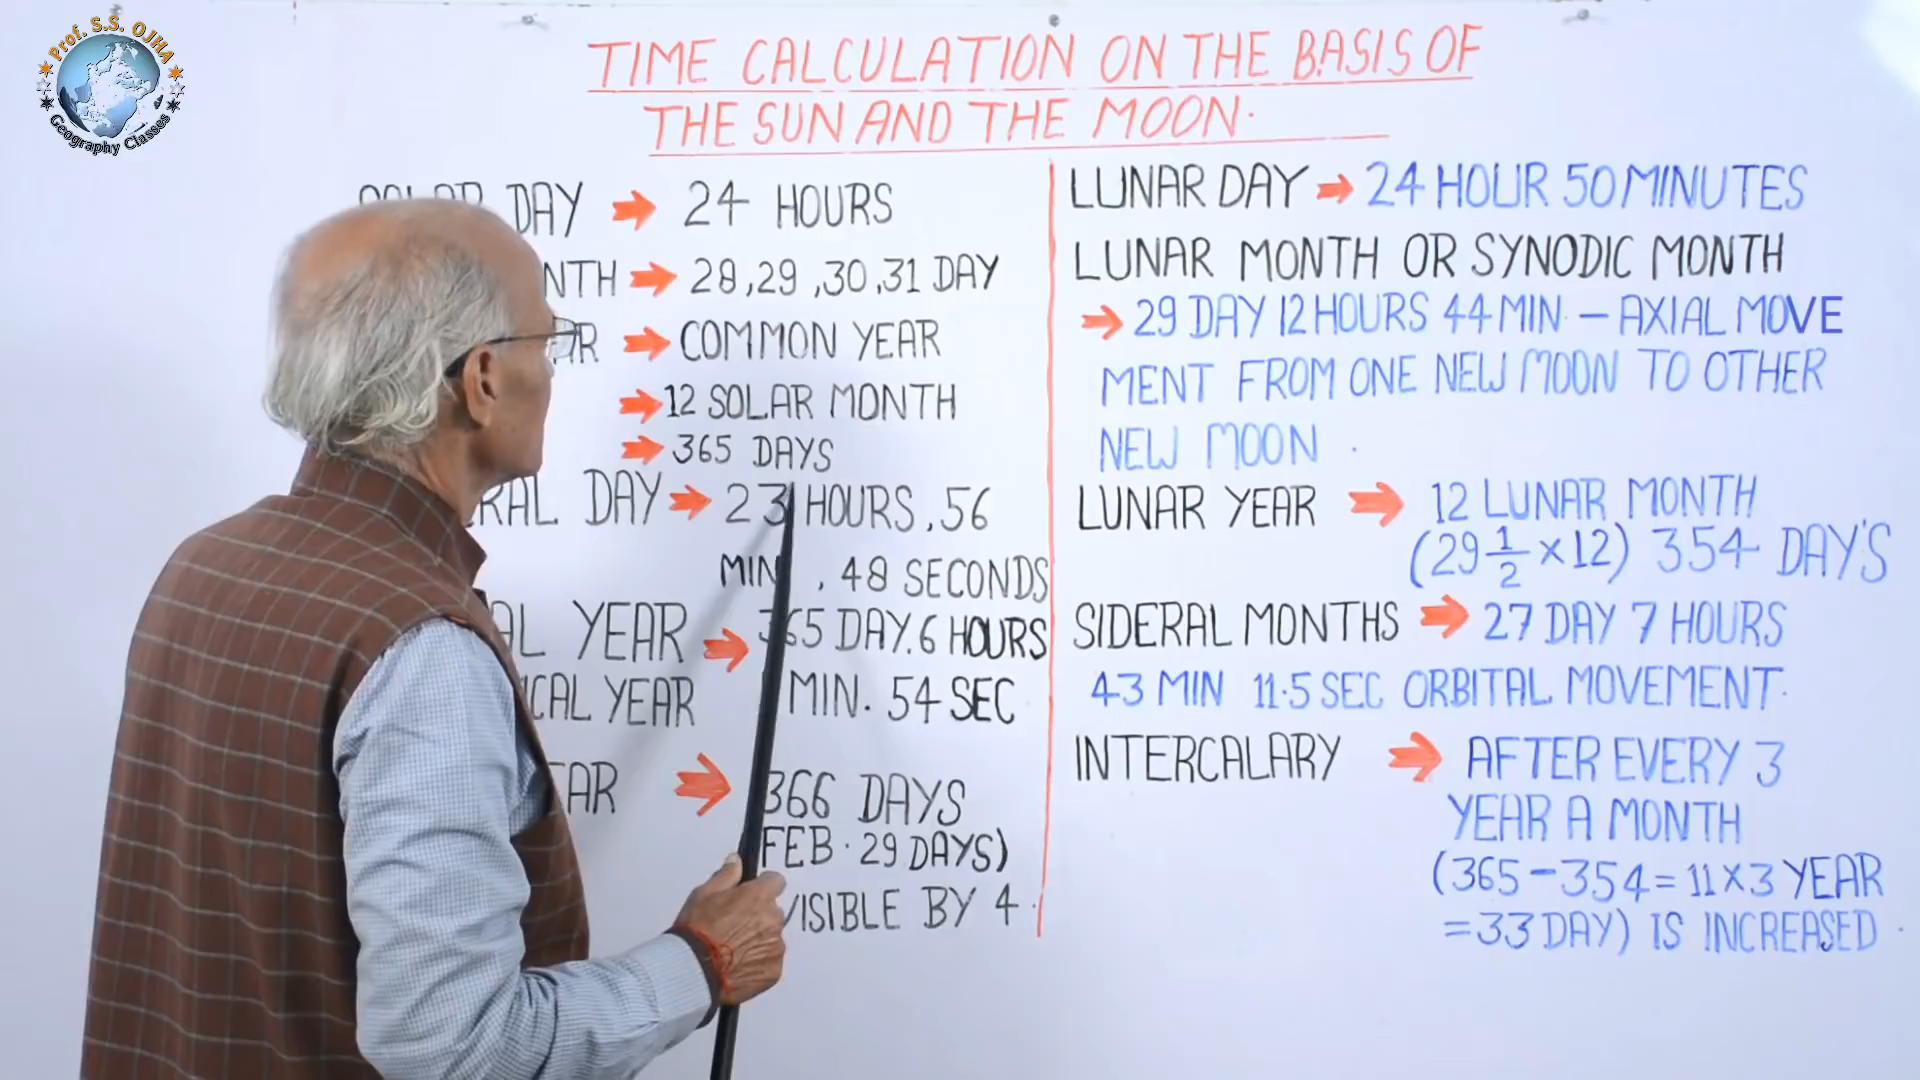 Prof. S.S. OJHA
Geography Classes
TIME CALCULATION ON THE BASIS OF
THE SUN AND THE MOON.
DAY → 24 HOURS
NTH → 28,29,30,31 DAY
AR → COMMON YEAR
→ 12 SOLAR MONTH
→ 365 DAYS
RAL DAY → 23 HOURS, 56
MIN , 48 SECONDS
AL YEAR → 365 DAY. 6 HOURS
ICAL YEAR MIN. 54 SEC
EAR → 366 DAYS
FEB. 29 DAYS)
VISIBLE BY 4.
LUNAR DAY → 24 HOUR 50 MINUTES
LUNAR MONTH OR SYNODIC MONTH
→ 29 DAY 12 HOURS 44 MIN. – AXIAL MOVE
MENT FROM ONE NEW MOON TO OTHER
NEW MOON .
LUNAR YEAR → 12 LUNAR MONTH
(29 1/2 × 12) 354 DAY'S
SIDERAL MONTHS → 27 DAY 7 HOURS
43 MIN 11.5 SEC ORBITAL MOVEMENT.
INTERCALARY → AFTER EVERY 3
YEAR A MONTH
(365 – 354 = 11 × 3 YEAR
= 33 DAY) IS INCREASED.